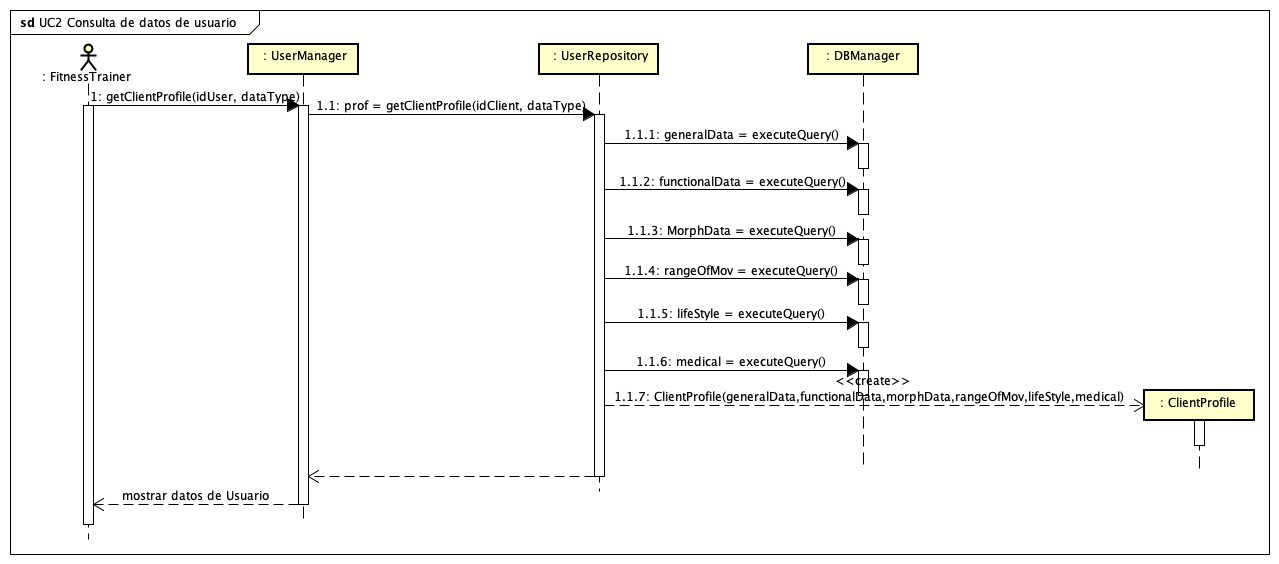 sd UC2 Consulta de datos de usuario
: FitnessTrainer
: UserManager
: UserRepository
: DBManager
1: getClientProfile(idUser, dataType)
1.1: prof = getClientProfile(idClient, dataType)
1.1.1: generalData = executeQuery()
1.1.2: functionalData = executeQuery()
1.1.3: MorphData = executeQuery()
1.1.4: rangeOfMov = executeQuery()
1.1.5: lifeStyle = executeQuery()
1.1.6: medical = executeQuery()
<<create>>
1.1.7: ClientProfile(generalData,functionalData,morphData,rangeOfMov,lifeStyle,medical)
: ClientProfile
mostrar datos de Usuario